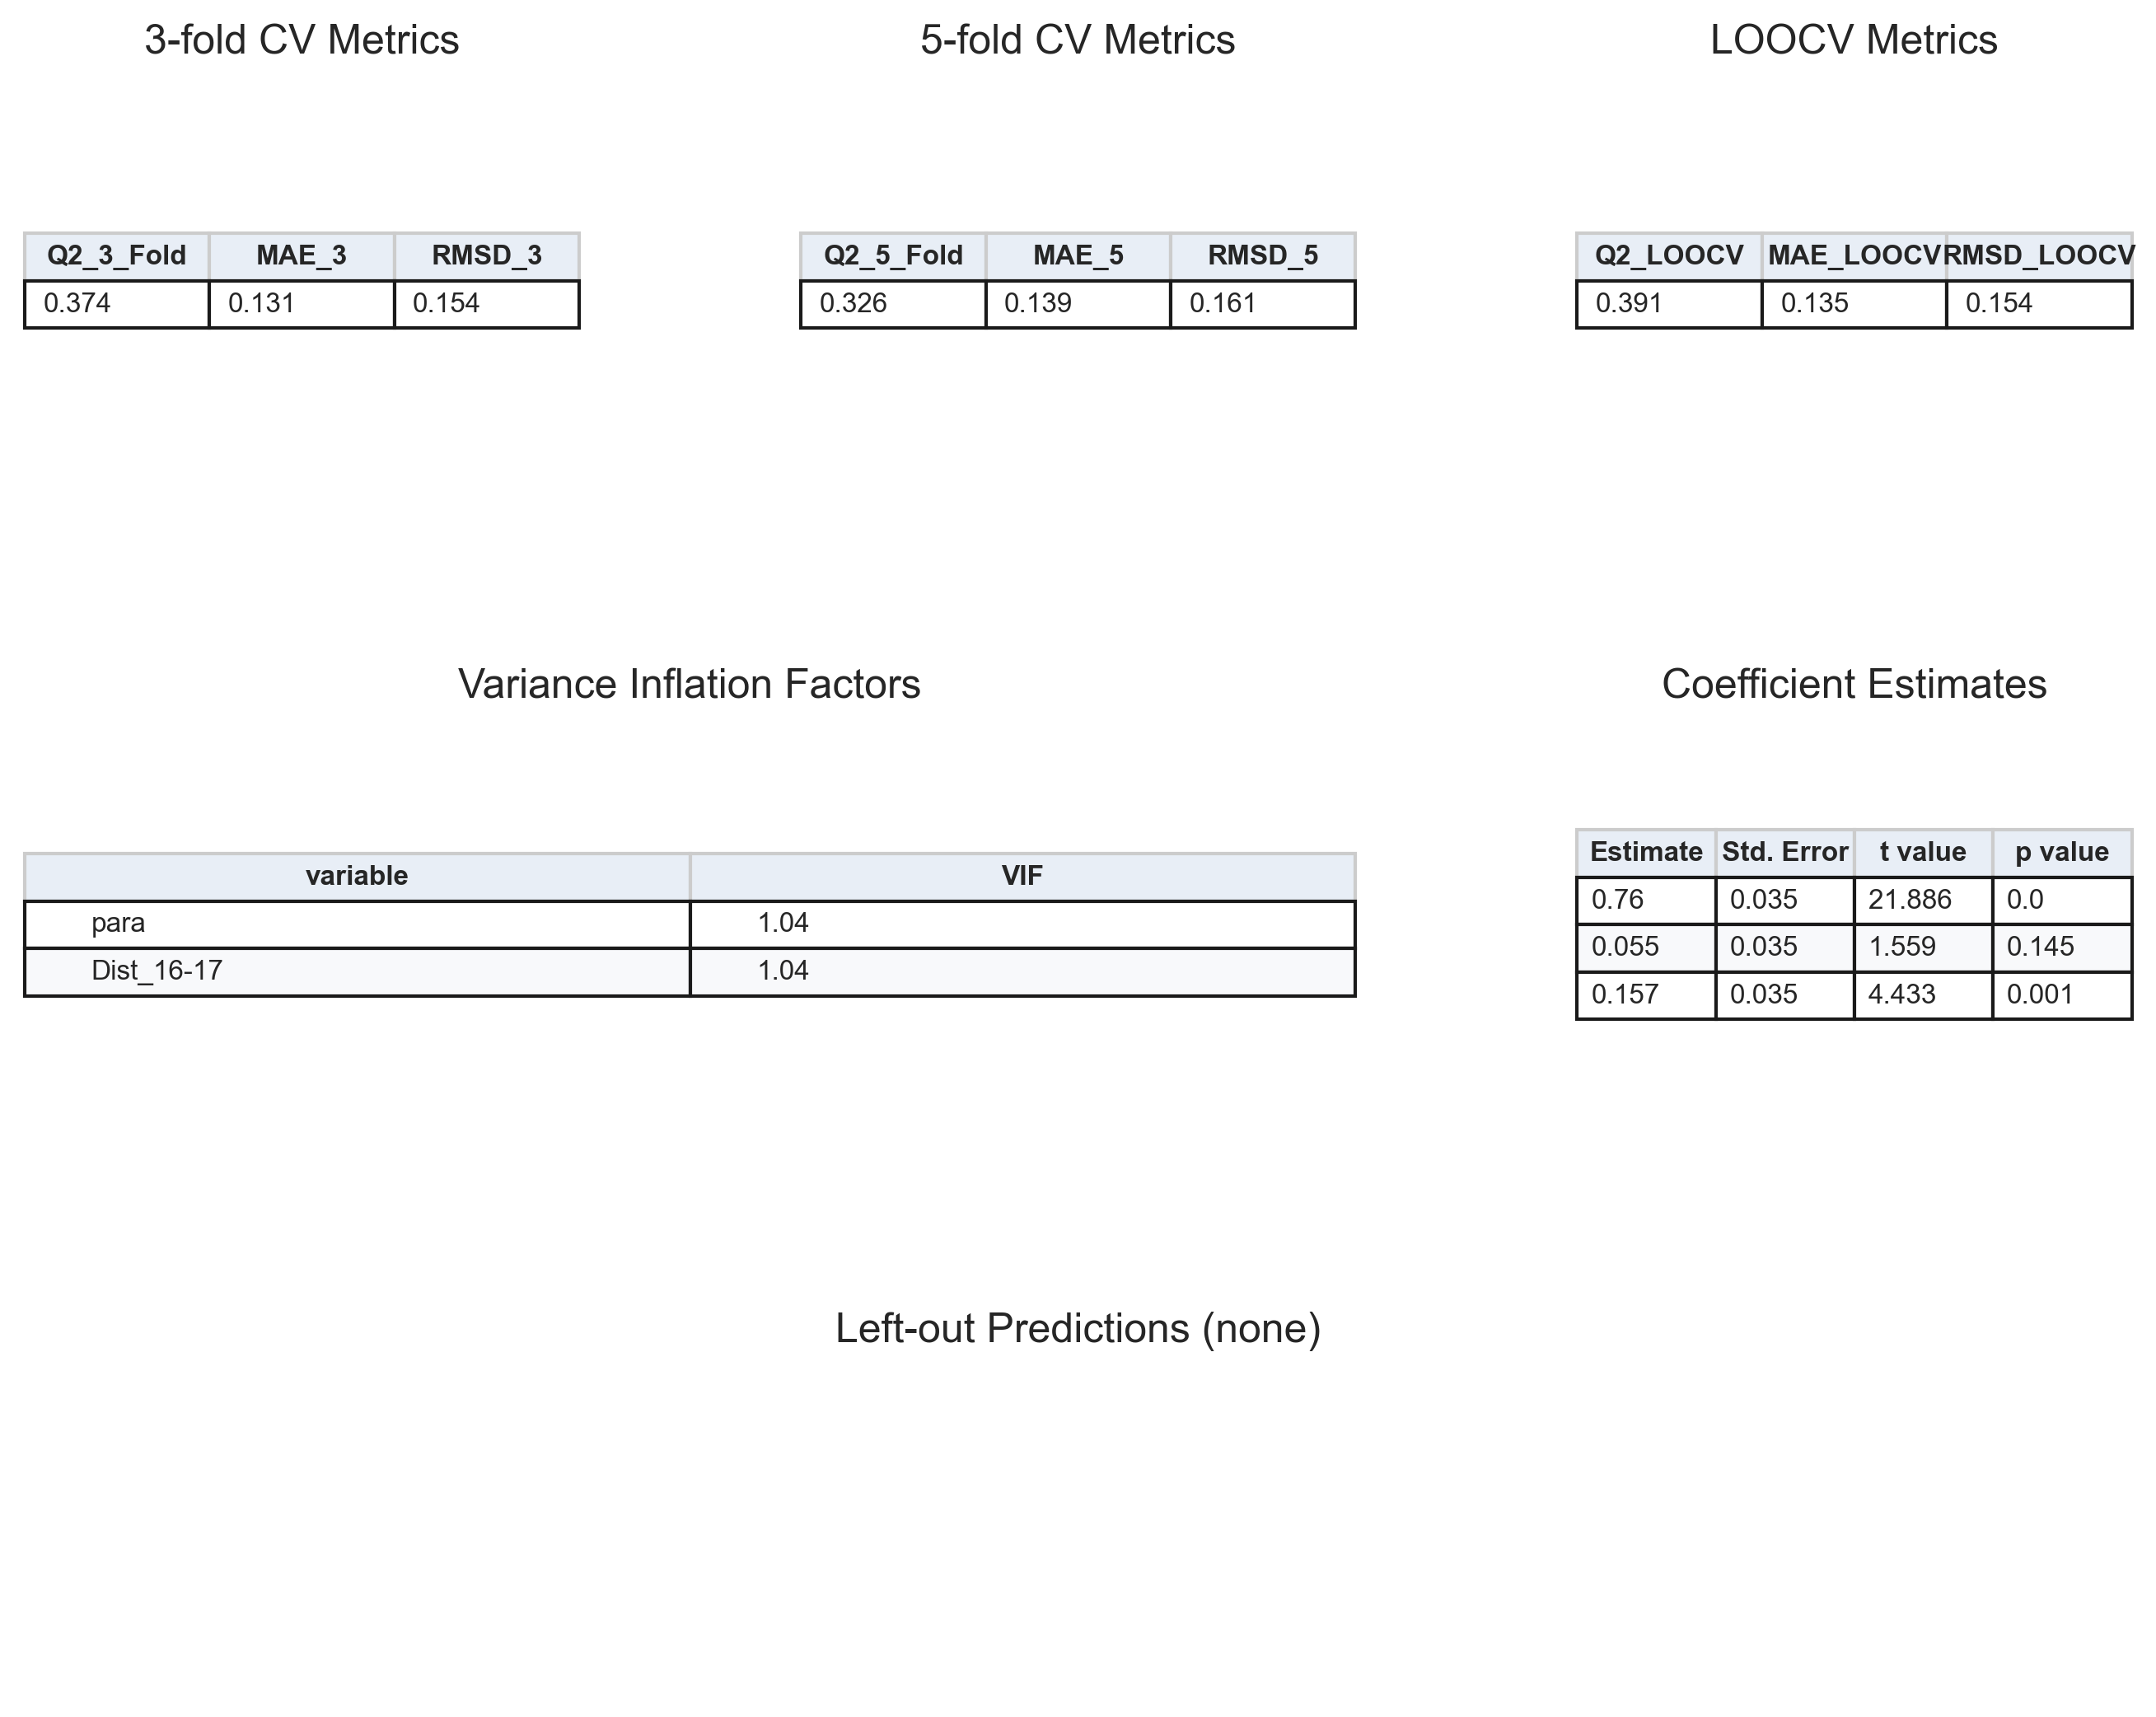 3-fold CV Metrics
5-fold CV Metrics
LOOCV Metrics
Q2_3_Fold MAE_3 RMSD_3
0.374 0.131 0.154
Q2_5_Fold MAE_5 RMSD_5
0.326 0.139 0.161
Q2_LOOCV MAE_LOOCV RMSD_LOOCV
0.391 0.135 0.154
Variance Inflation Factors
variable VIF
para 1.04
Dist_16-17 1.04
Coefficient Estimates
Estimate Std. Error t value p value
0.76 0.035 21.886 0.0
0.055 0.035 1.559 0.145
0.157 0.035 4.433 0.001
Left-out Predictions (none)